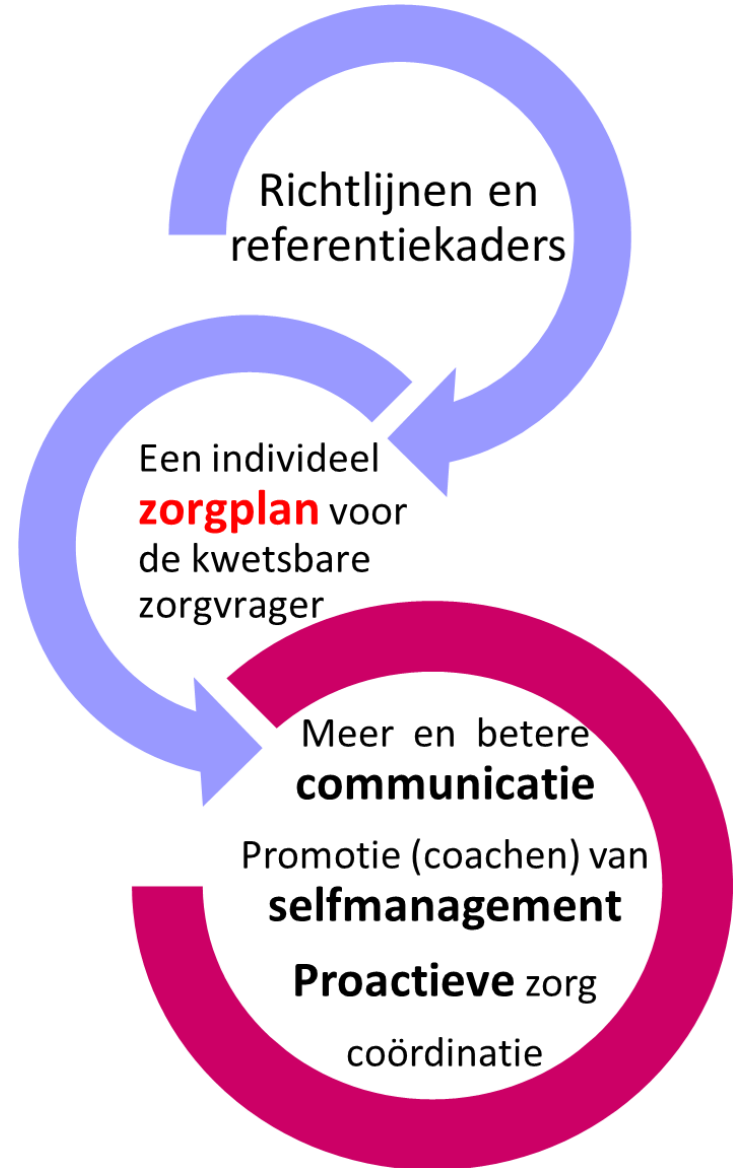 Richtlijnen en
referentiekaders
Een individeel
zorgplan voor
de kwetsbare
zorgvrager
Meer en betere
communicatie
Promotie (coachen) van
selfmanagement
Proactieve zorg
coördinatie